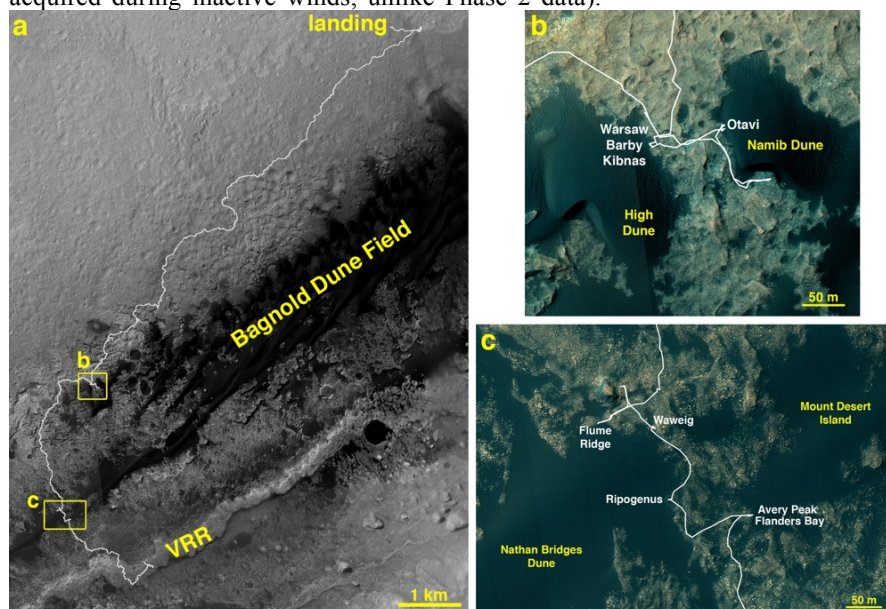 acquired during inactive winds, unlike Phase 2 data).
a
landing
Bagnold Dune Field
b
c
VRR
1 km
b
Warsaw
Barby
Kibnas
Otavi
Namib Dune
High
Dune
50 m
c
Mount Desert
Island
Waweig
Flume
Ridge
Ripogenus
Avery Peak
Flanders Bay
Nathan Bridges
Dune
50 m